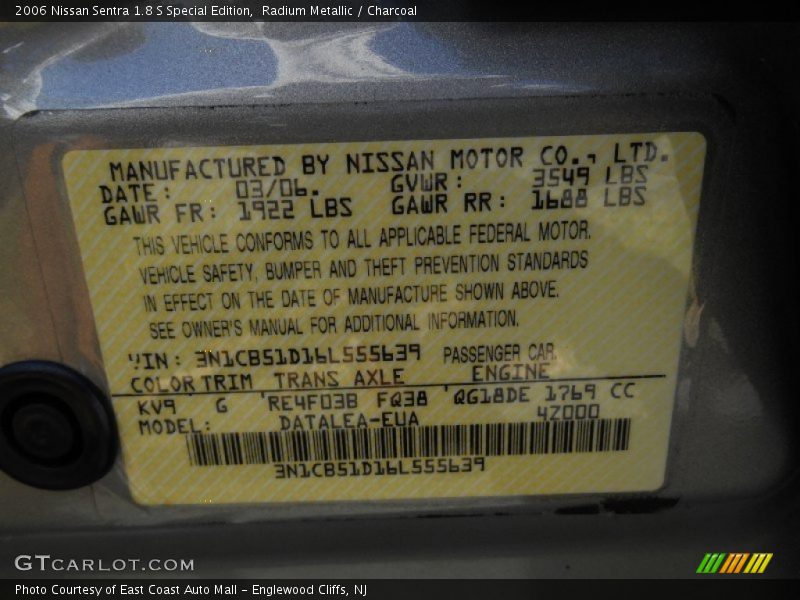 2006 Nissan Sentra 1.8 S Special Edition, Radium Metallic / Charcoal
MANUFACTURED BY NISSAN MOTOR CO., LTD.
DATE: 03/06. GVWR: 3549 LBS
GAWR FR: 1922 LBS GAWR RR: 1688 LBS
THIS VEHICLE CONFORMS TO ALL APPLICABLE FEDERAL MOTOR.
VEHICLE SAFETY, BUMPER AND THEFT PREVENTION STANDARDS
IN EFFECT ON THE DATE OF MANUFACTURE SHOWN ABOVE.
SEE OWNER'S MANUAL FOR ADDITIONAL INFORMATION.
VIN: 3N1CB51D16L555639 PASSENGER CAR
COLOR TRIM TRANS AXLE ENGINE
KV9 G RE4F03B FQ38 QG18DE 1769 CC
MODEL: DATALEA-EUA 4Z000
3N1CB51D16L555639
GTCARLOT.COM
Photo Courtesy of East Coast Auto Mall – Englewood Cliffs, NJ